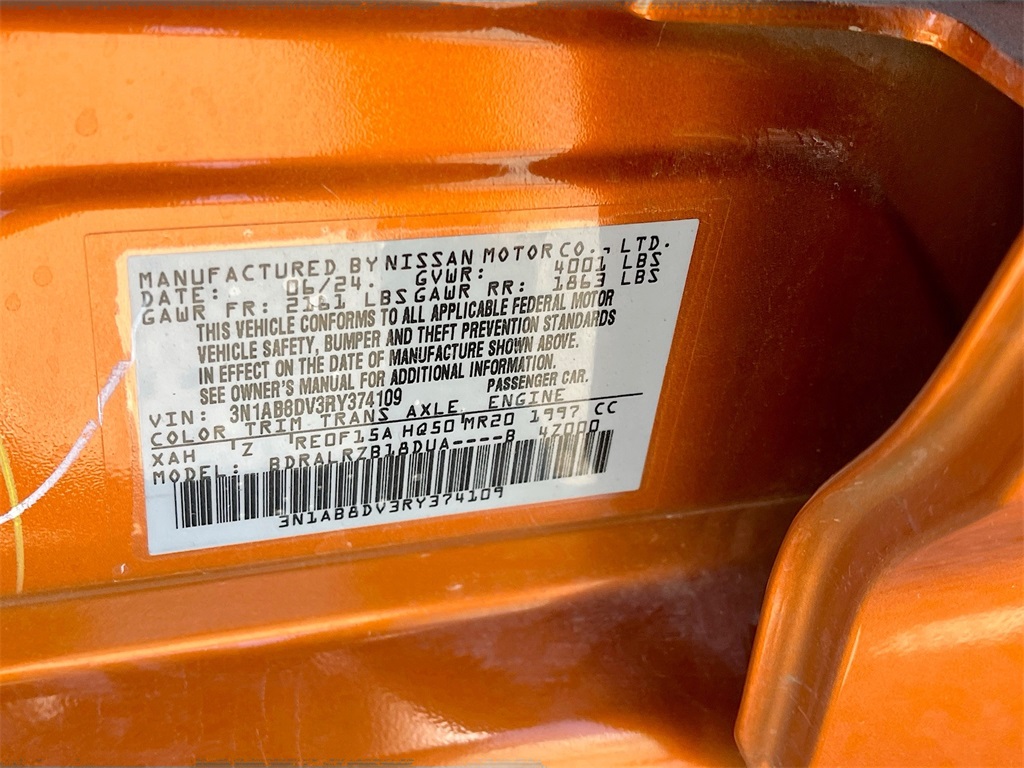 MANUFACTURED BY NISSAN MOTOR CO., LTD.
DATE: 06/24. GVWR: 4001 LBS
GAWR FR: 2161 LBS GAWR RR: 1863 LBS
THIS VEHICLE CONFORMS TO ALL APPLICABLE FEDERAL MOTOR
VEHICLE SAFETY, BUMPER AND THEFT PREVENTION STANDARDS
IN EFFECT ON THE DATE OF MANUFACTURE SHOWN ABOVE.
SEE OWNER'S MANUAL FOR ADDITIONAL INFORMATION.
VIN: 3N1AB8DV3RY374109 PASSENGER CAR.
COLOR TRIM TRANS AXLE ENGINE
XAH Z RE0F15A HQ50 MR20 1997 CC
MODEL: BDRALRZB18DUA----B 47000
3N1AB8DV3RY374109